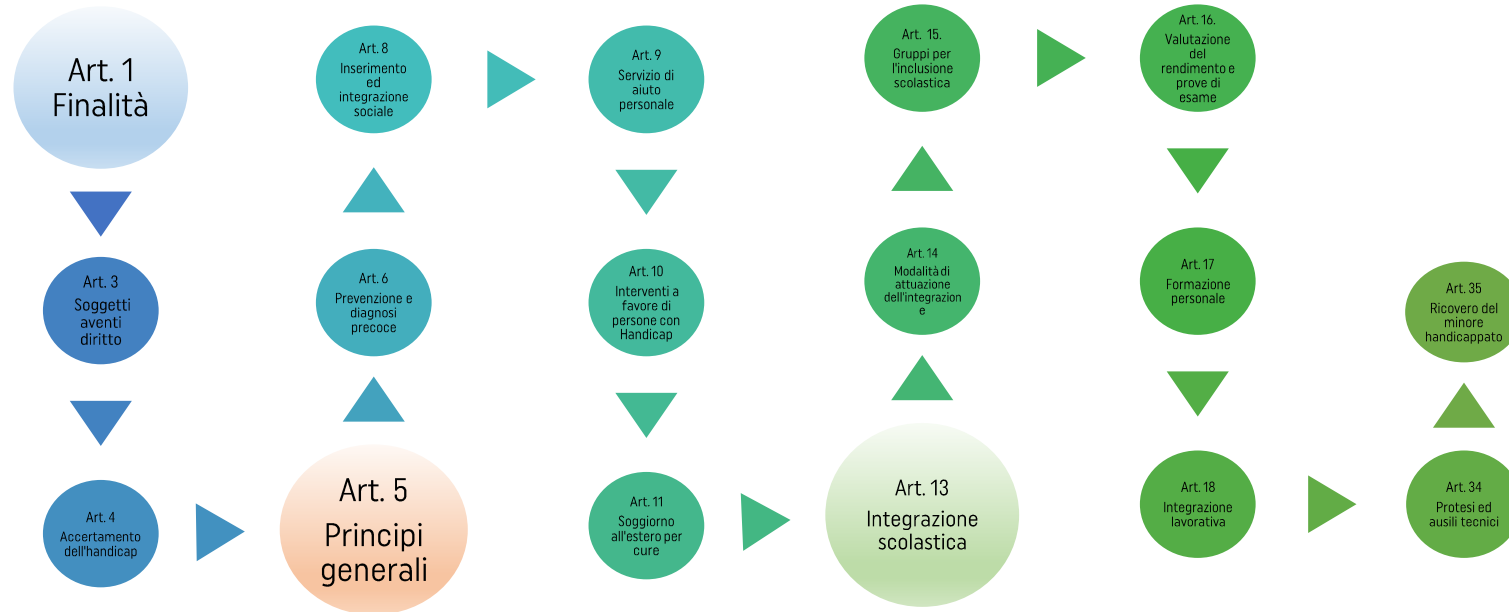 Art. 1
Finalità
Art. 3
Soggetti
aventi
diritto
Art. 4
Accertamento
dell'handicap
Art. 5
Principi
generali
Art. 6
Prevenzione e
diagnosi
precoce
Art. 8
Inserimento
ed
integrazione
sociale
Art. 9
Servizio di
aiuto
personale
Art. 10
Interventi a
favore di
persone con
Handicap
Art. 11
Soggiorno
all'estero per
cure
Art. 13
Integrazione
scolastica
Art. 14
Modalità di
attuazione
dell'integrazion
e
Art. 15.
Gruppi per
l'inclusione
scolastica
Art. 16.
Valutazione
del
rendimento e
prove di
esame
Art. 17
Formazione
personale
Art. 18
Integrazione
lavorativa
Art. 34
Protesi ed
ausili tecnici
Art. 35
Ricovero del
minore
handicappato